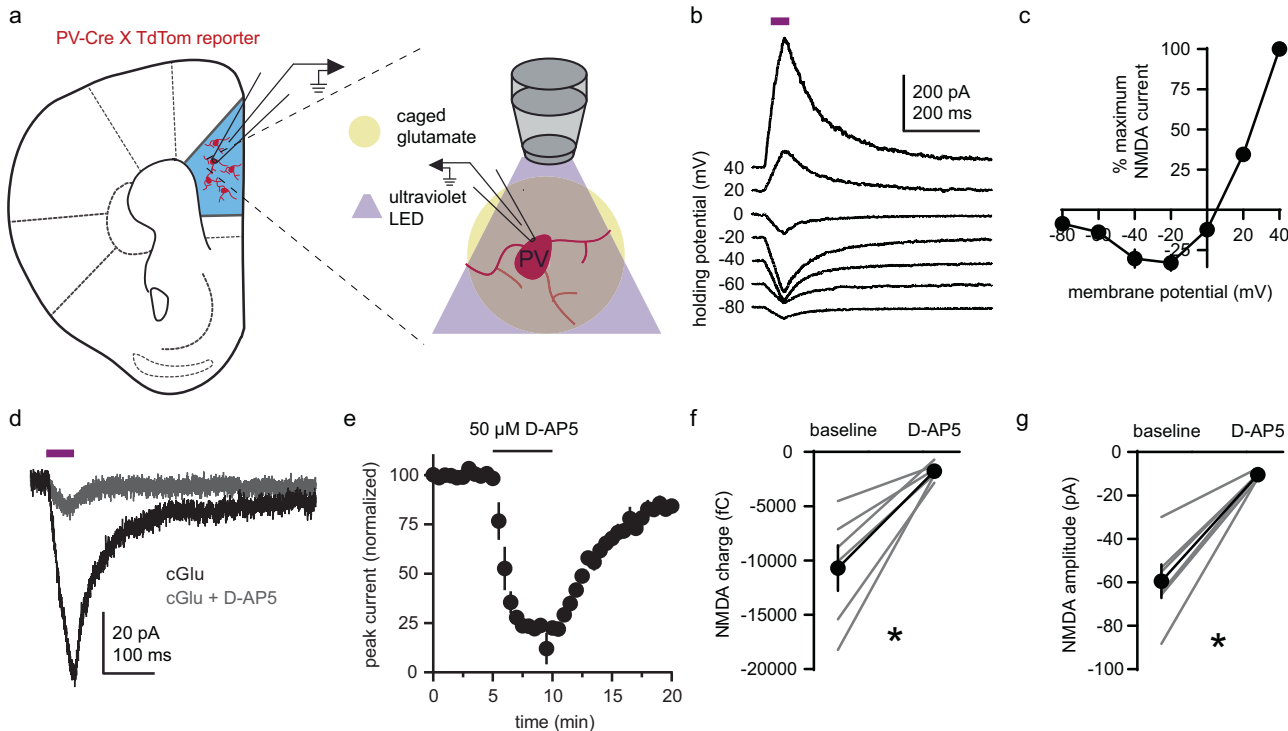 a
PV-Cre X TdTom reporter
caged
glutamate
ultraviolet
LED
PV
b
holding potential (mV)
40
20
0
-20
-40
-60
-80
200 pA
200 ms
c
% maximum
NMDA current
100
75
50
25
-25
-80 -60 -40 -20 0 20 40
membrane potential (mV)
d
cGlu
cGlu + D-AP5
20 pA
100 ms
e
50 µM D-AP5
peak current (normalized)
100
75
50
25
0
0 5 10 15 20
time (min)
f
baseline D-AP5
NMDA charge (fC)
0
-5000
-10000
-15000
-20000
*
g
baseline D-AP5
NMDA amplitude (pA)
0
-20
-40
-60
-80
-100
*